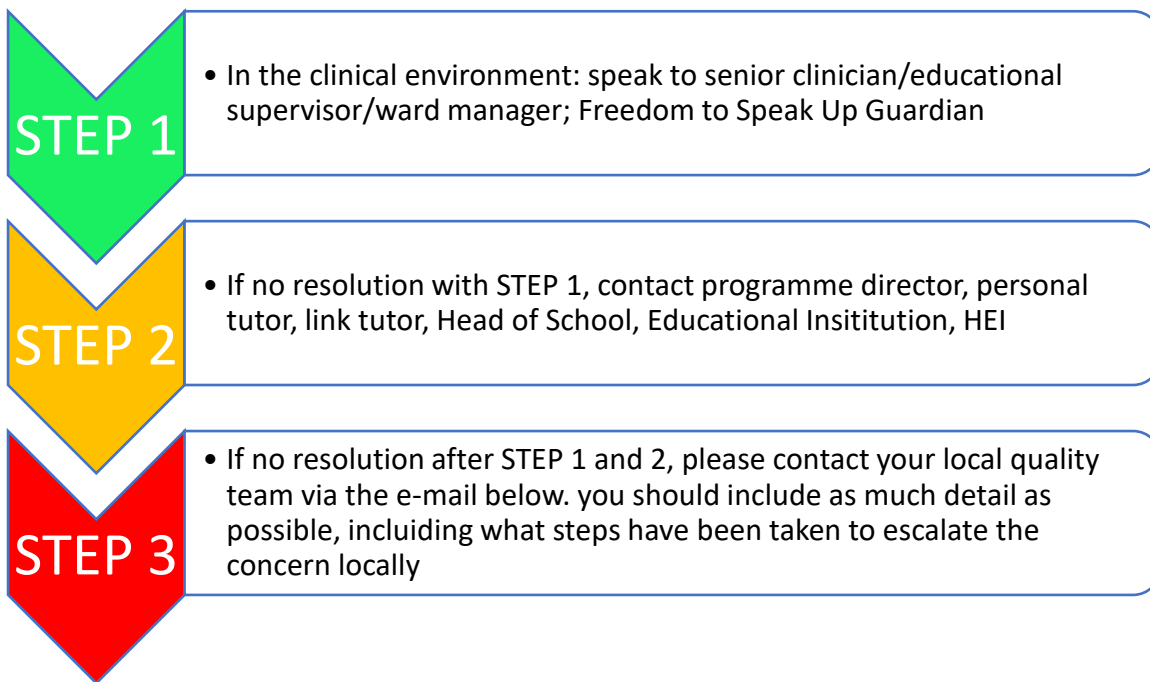 STEP 1
• In the clinical environment: speak to senior clinician/educational
supervisor/ward manager; Freedom to Speak Up Guardian
STEP 2
• If no resolution with STEP 1, contact programme director, personal
tutor, link tutor, Head of School, Educational Insititution, HEI
STEP 3
• If no resolution after STEP 1 and 2, please contact your local quality
team via the e-mail below. you should include as much detail as
possible, incluiding what steps have been taken to escalate the
concern locally